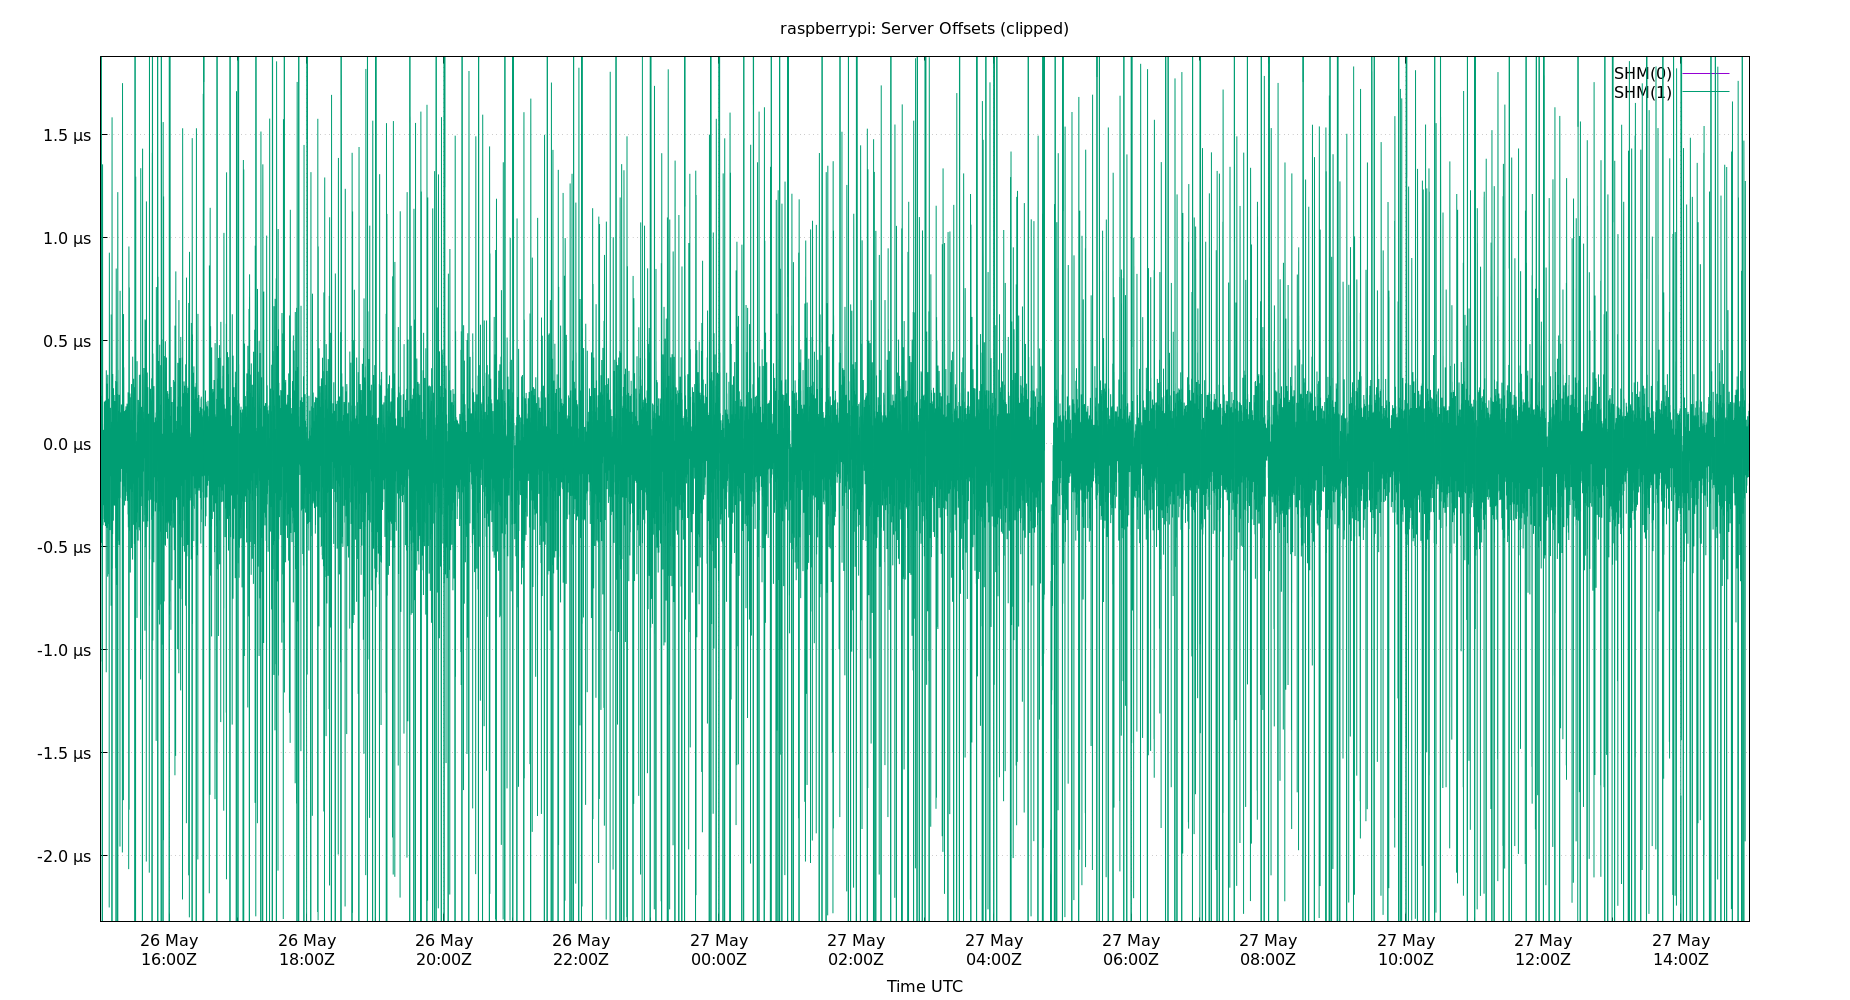 raspberrypi: Server Offsets (clipped)
SHM(0)
SHM(1)
1.5 µs
1.0 µs
0.5 µs
0.0 µs
-0.5 µs
-1.0 µs
-1.5 µs
-2.0 µs
26 May 26 May 26 May 26 May 27 May 27 May 27 May 27 May 27 May 27 May 27 May 27 May
16:00Z 18:00Z 20:00Z 22:00Z 00:00Z 02:00Z 04:00Z 06:00Z 08:00Z 10:00Z 12:00Z 14:00Z
Time UTC